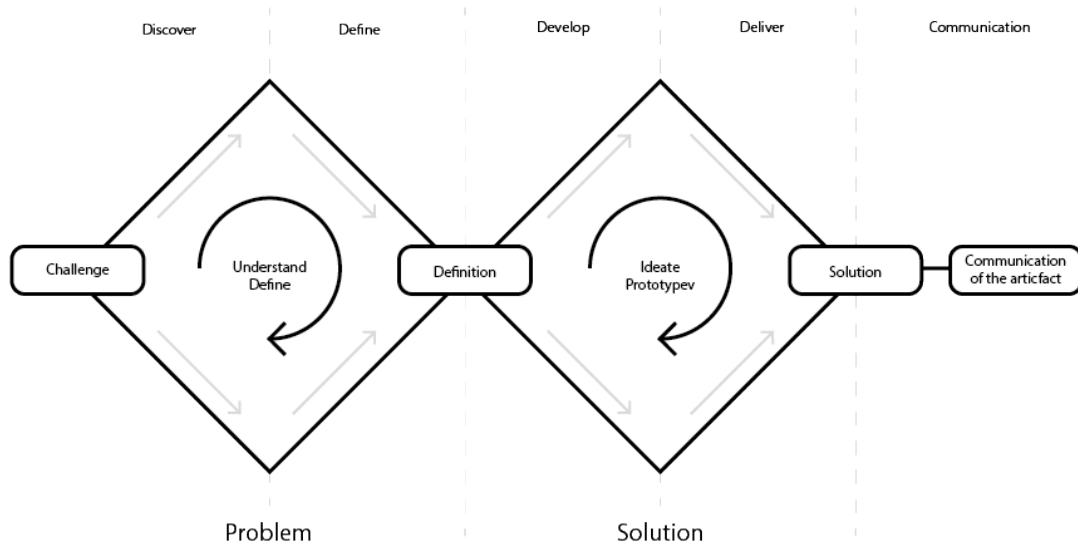 Discover
Define
Develop
Deliver
Communication
Challenge
Understand
Define
Definition
Ideate
Prototypev
Solution
Communication
of the articfact
Problem
Solution